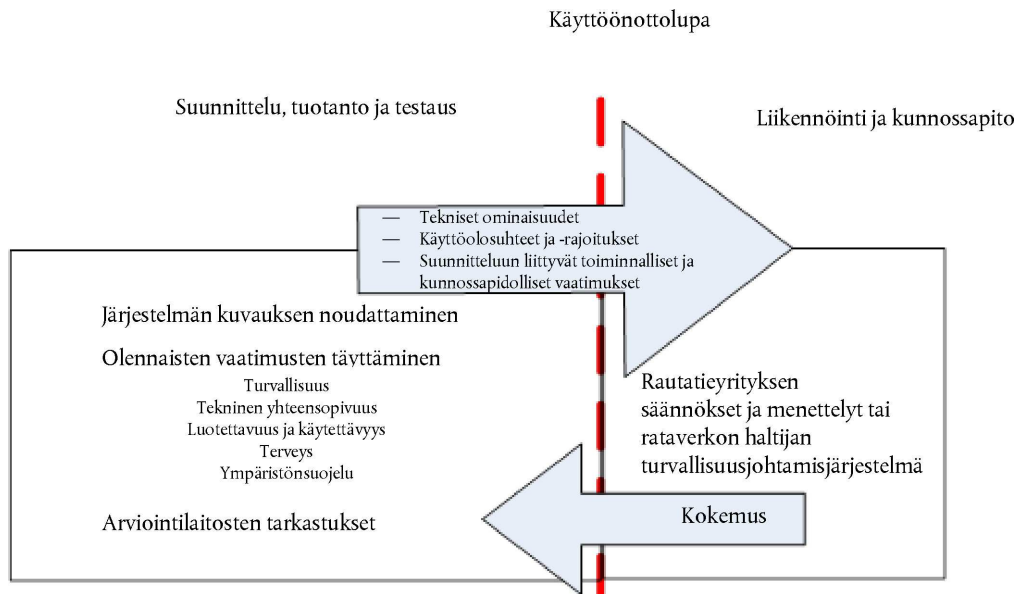 Käyttöönottolupa
Suunnittelu, tuotanto ja testaus
Liikennöinti ja kunnossapito
— Tekniset ominaisuudet
— Käyttöolosuhteet ja -rajoitukset
— Suunnitteluun liittyvät toiminnalliset ja
kunnossapidolliset vaatimukset
Järjestelmän kuvauksen noudattaminen
Olennaisten vaatimusten täyttäminen
Turvallisuus
Tekninen yhteensopivuus
Luotettavuus ja käytettävyys
Terveys
Ympäristönsuojelu
Arviointilaitosten tarkastukset
Rautatieyrityksen
säännökset ja menettelyt tai
rataverkon haltijan
turvallisuusjohtamisjärjestelmä
Kokemus